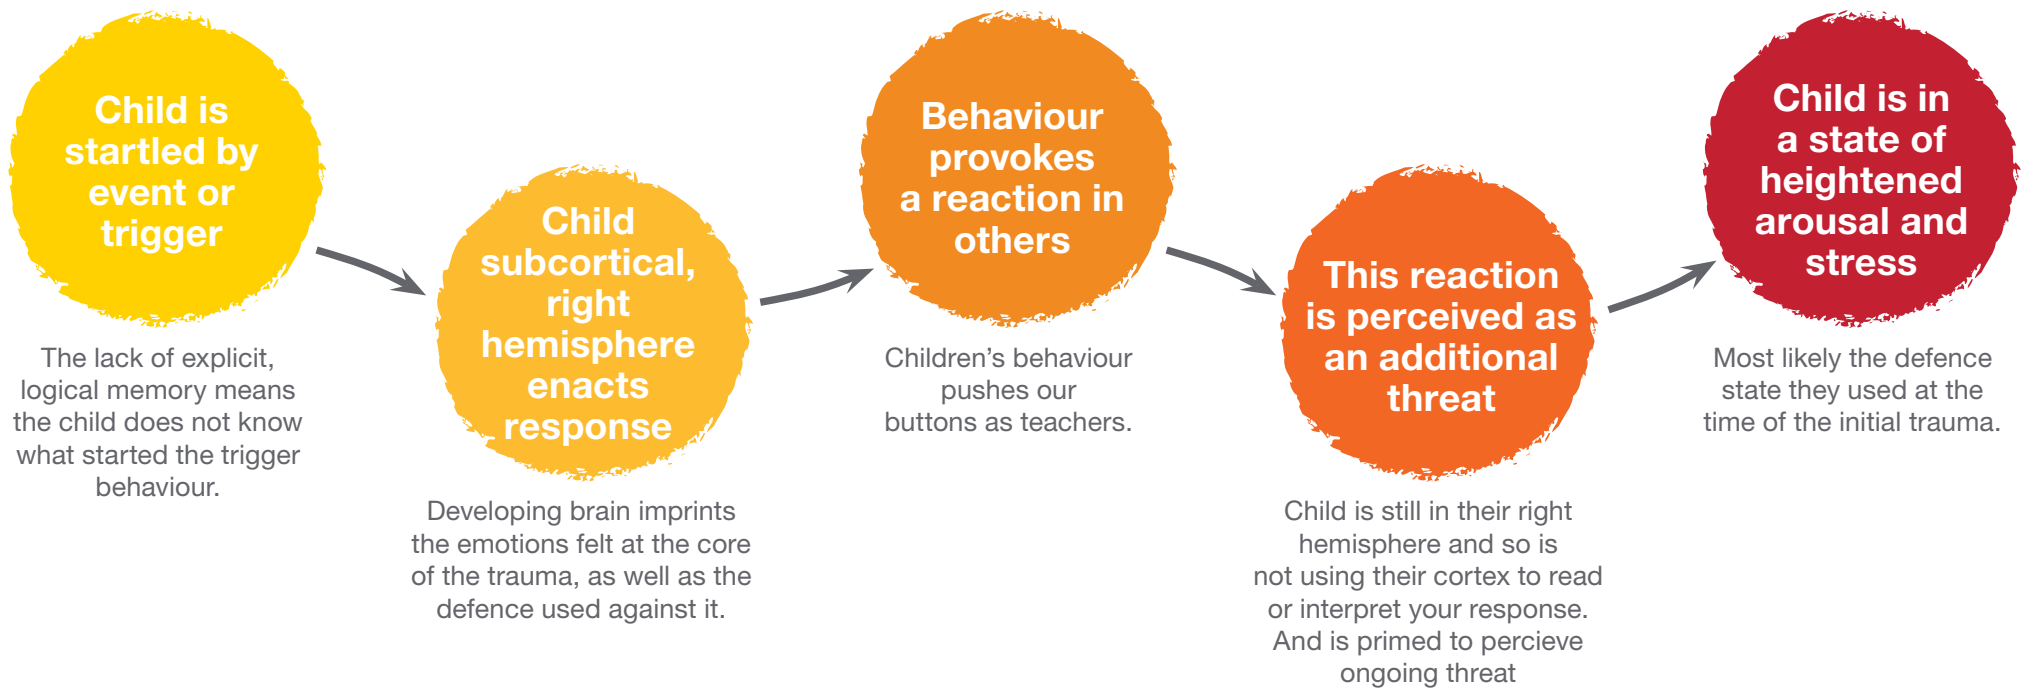 Child is
startled by
event or
trigger
The lack of explicit,
logical memory means
the child does not know
what started the trigger
behaviour.
Child
subcortical,
right
hemisphere
enacts
response
Developing brain imprints
the emotions felt at the core
of the trauma, as well as the
defence used against it.
Behaviour
provokes
a reaction in
others
Children’s behaviour
pushes our
buttons as teachers.
This reaction
is perceived as
an additional
threat
Child is still in their right
hemisphere and so is
not using their cortex to read
or interpret your response.
And is primed to percieve
ongoing threat
Child is in
a state of
heightened
arousal and
stress
Most likely the defence
state they used at the
time of the initial trauma.